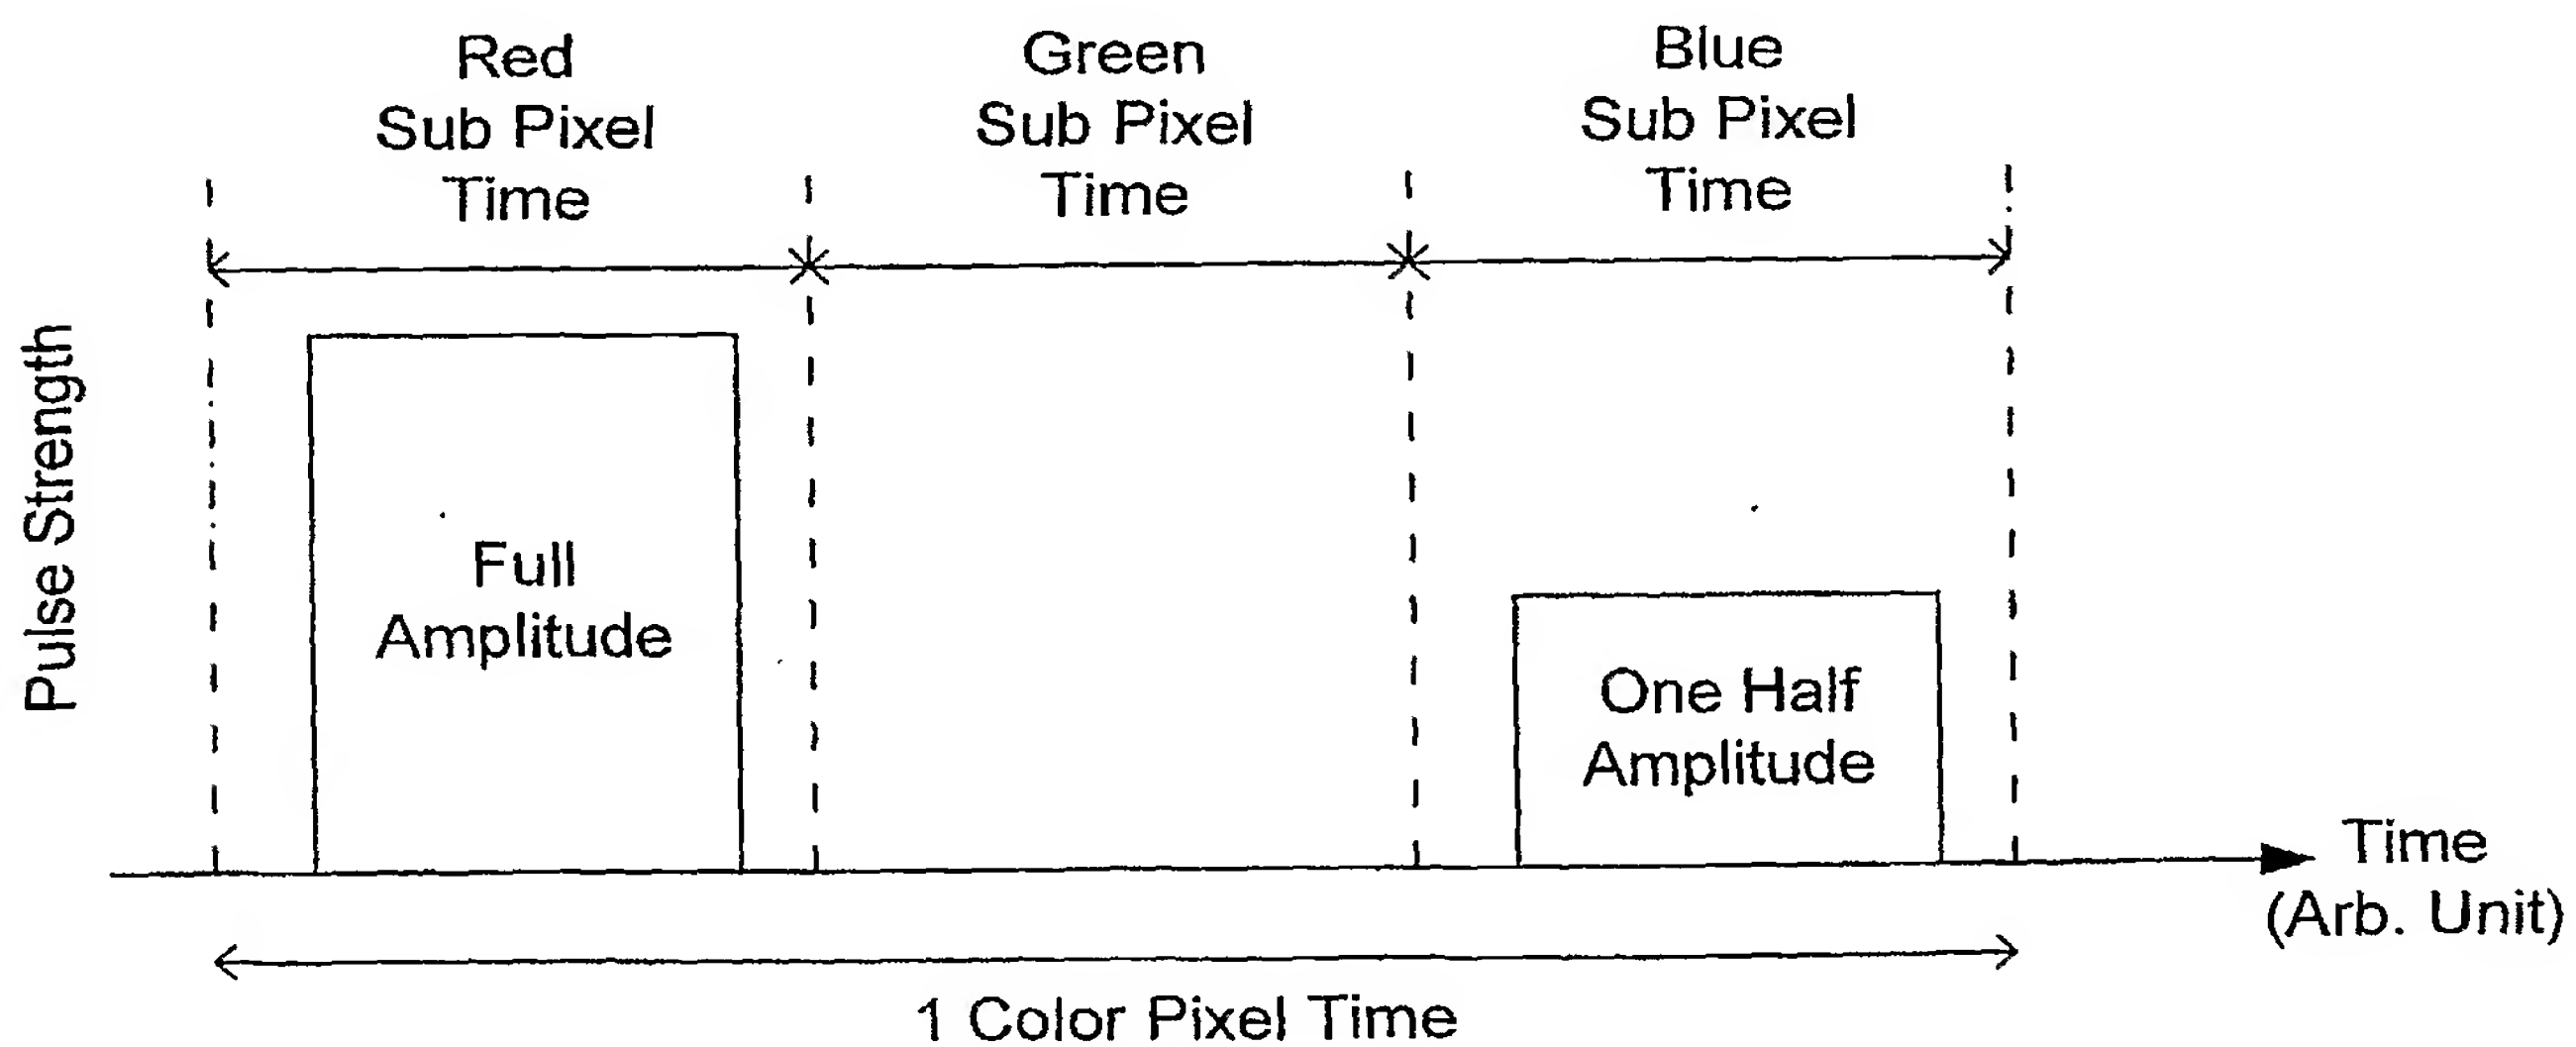 Red
Sub Pixel
Time
Green
Sub Pixel
Time
Blue
Sub Pixel
Time
Pulse Strength
Full
Amplitude
One Half
Amplitude
Time
(Arb. Unit)
1 Color Pixel Time